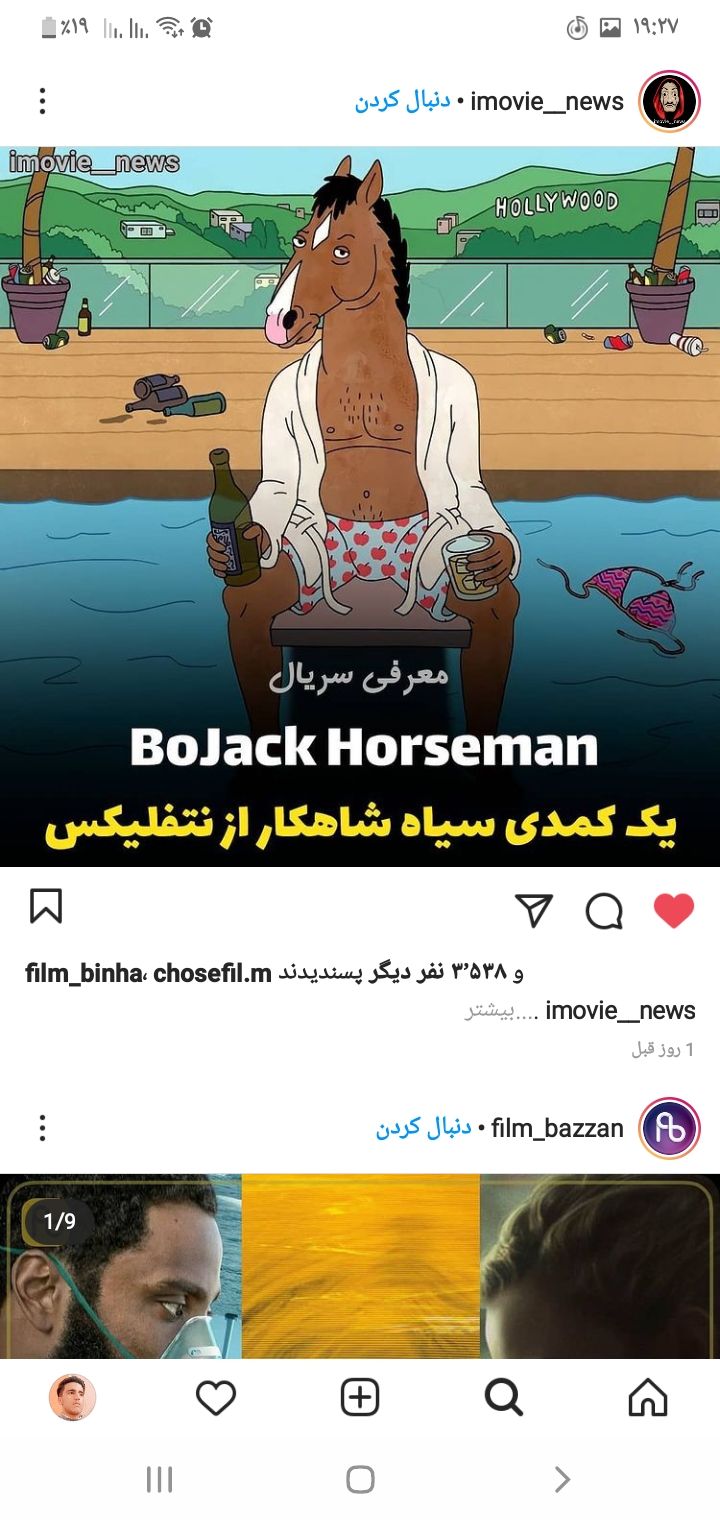 ٪۱۹
۱۹:۲۷
imovie__news • دنبال کردن
imovie__news
HOLLYWOOD
معرفی سریال
BoJack Horseman
یک کمدی سیاه شاهکار از نتفلیکس
film_binha، chosefil.m و ۳٬۵۳۸ نفر دیگر پسندیدند
imovie__news ....بیشتر
1 روز قبل
film_bazzan • دنبال کردن
1/9